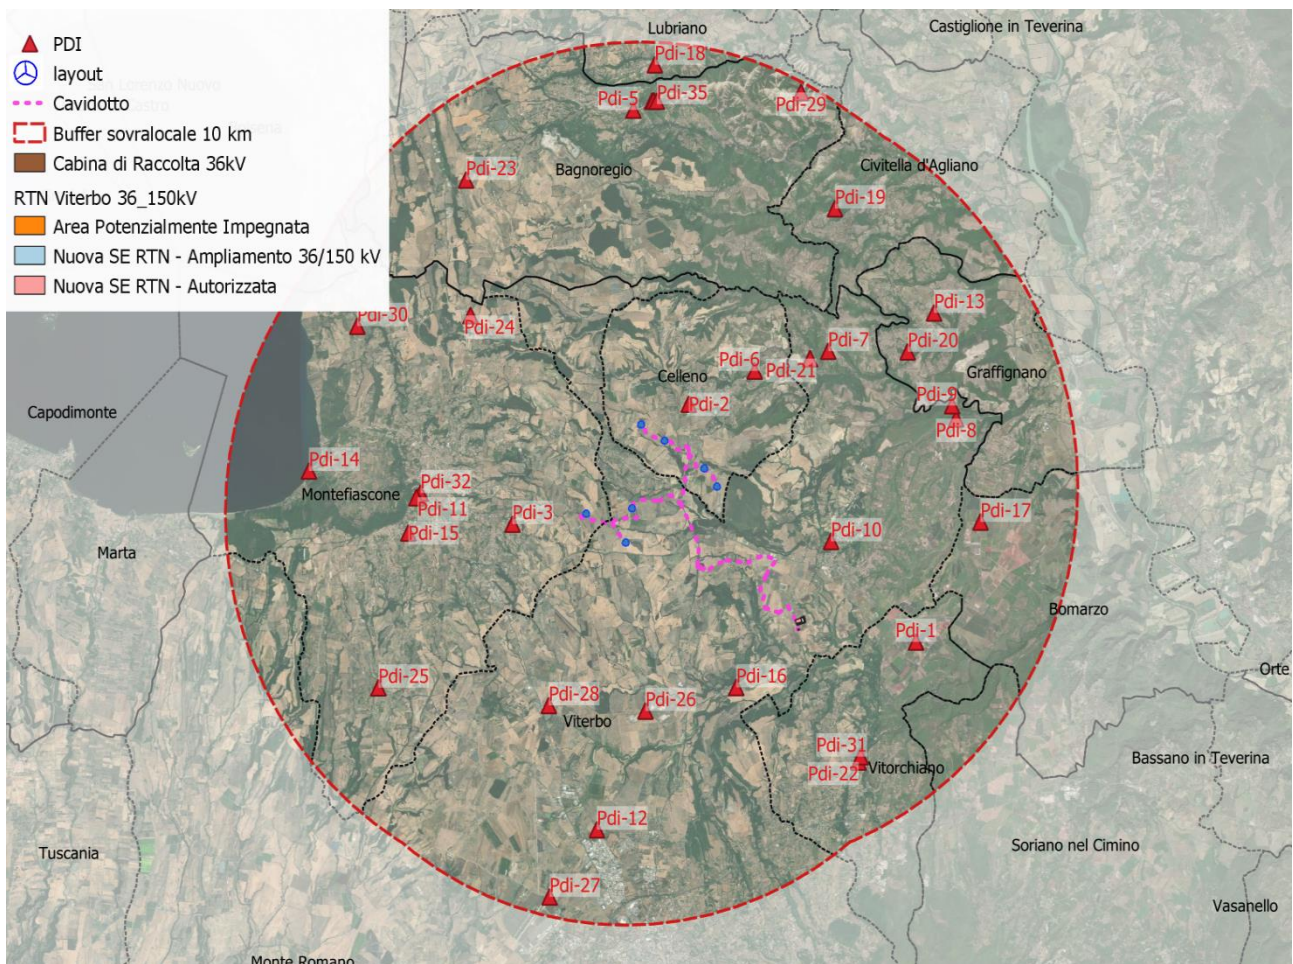 PDI
layout
Cavidotto
Buffer sovralocale 10 km
Cabina di Raccolta 36kV
RTN Viterbo 36_150kV
Area Potenzialmente Impegnata
Nuova SE RTN - Ampliamento 36/150 kV
Nuova SE RTN - Autorizzata
Lubriano
Castiglione in Teverina
Pdi-18
Pdi-5
Pdi-35
Pdi-29
Bagnoregio
Civitella d'Agliano
Pdi-23
Pdi-19
Pdi-30
Pdi-24
Pdi-13
Pdi-7
Pdi-20
Pdi-6
Pdi-21
Celleno
Graffignano
Capodimonte
Pdi-2
Pdi-9
Pdi-8
Pdi-14
Pdi-32
Montefiascone
Pdi-11
Pdi-3
Pdi-17
Pdi-15
Pdi-10
Marta
Bomarzo
Pdi-1
Orte
Pdi-25
Pdi-16
Pdi-28
Pdi-26
Viterbo
Pdi-31
Pdi-22
Vitorchiano
Bassano in Teverina
Pdi-12
Tuscania
Soriano nel Cimino
Pdi-27
Vasanello
Monte Romano